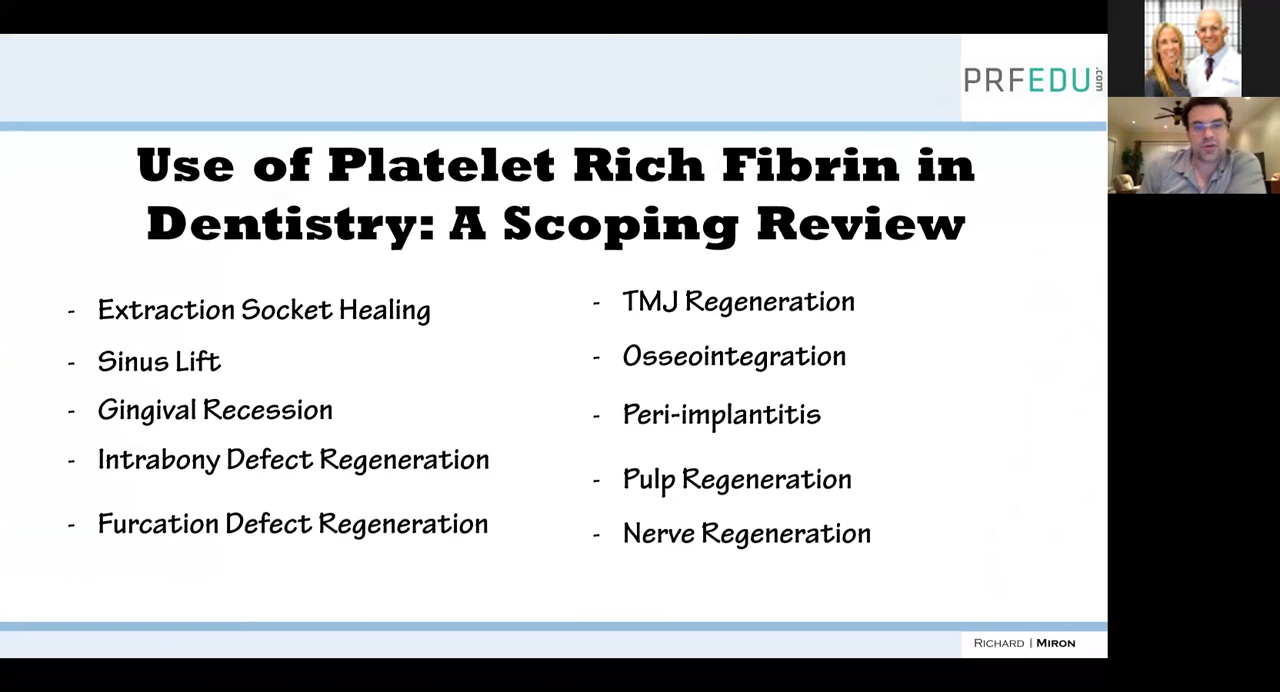 PRFEDU.com
Use of Platelet Rich Fibrin in
Dentistry: A Scoping Review
- Extraction Socket Healing
- Sinus Lift
- Gingival Recession
- Intrabony Defect Regeneration
- Furcation Defect Regeneration
- TMJ Regeneration
- Osseointegration
- Peri-implantitis
- Pulp Regeneration
- Nerve Regeneration
RICHARD | MIRON